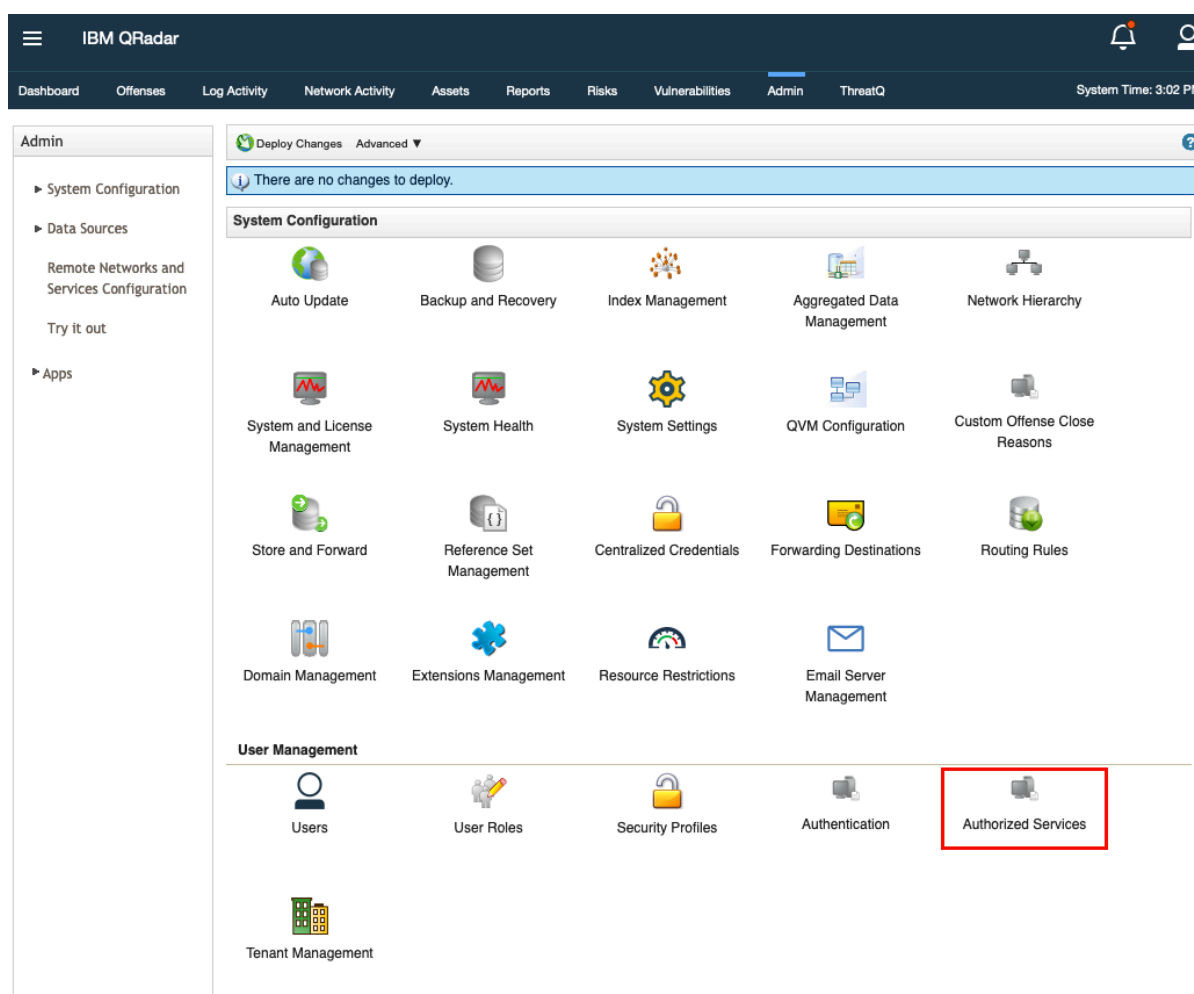 IBM QRadar
Dashboard Offenses Log Activity Network Activity Assets Reports Risks Vulnerabilities Admin ThreatQ System Time: 3:02 PM
Admin
Deploy Changes Advanced ▼
There are no changes to deploy.
System Configuration
Data Sources
Remote Networks and
Services Configuration
Try it out
Apps
System Configuration
Auto Update
Backup and Recovery
Index Management
Aggregated Data
Management
Network Hierarchy
System and License
Management
System Health
System Settings
QVM Configuration
Custom Offense Close
Reasons
Store and Forward
Reference Set
Management
Centralized Credentials
Forwarding Destinations
Routing Rules
Domain Management
Extensions Management
Resource Restrictions
Email Server
Management
User Management
Users
User Roles
Security Profiles
Authentication
Authorized Services
Tenant Management